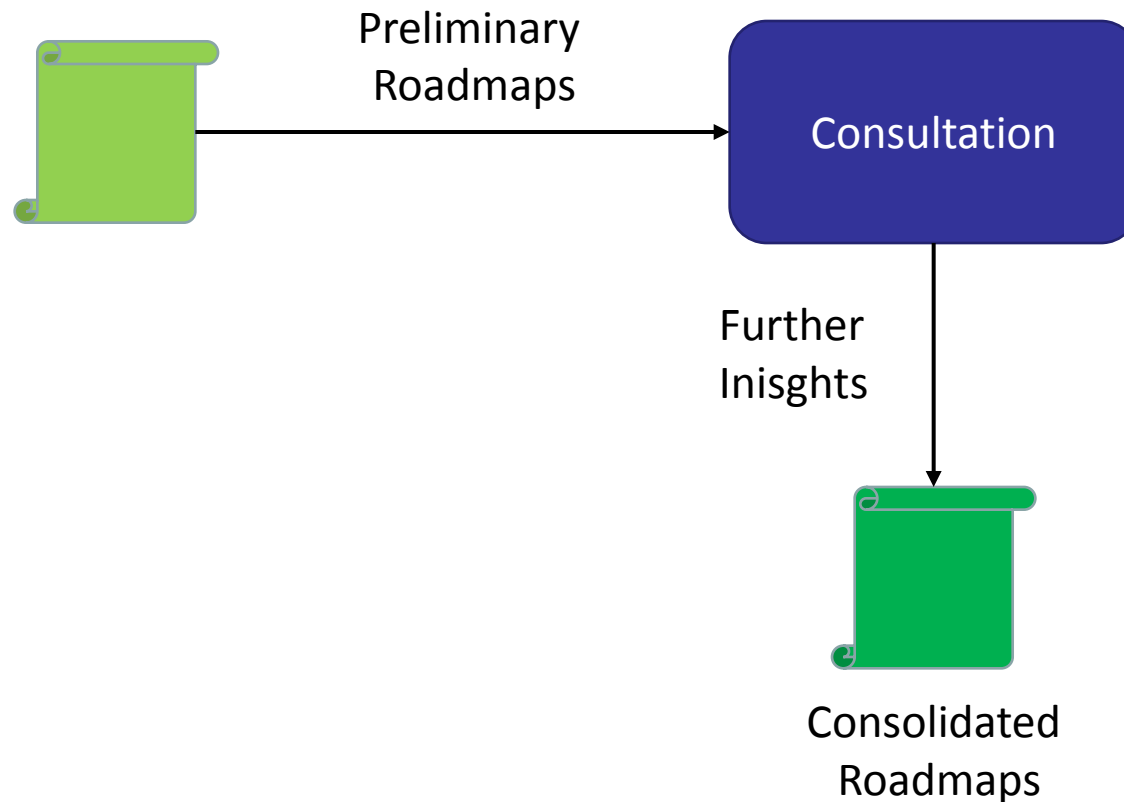 Preliminary
Roadmaps
Consultation
Further
Inisghts
Consolidated
Roadmaps